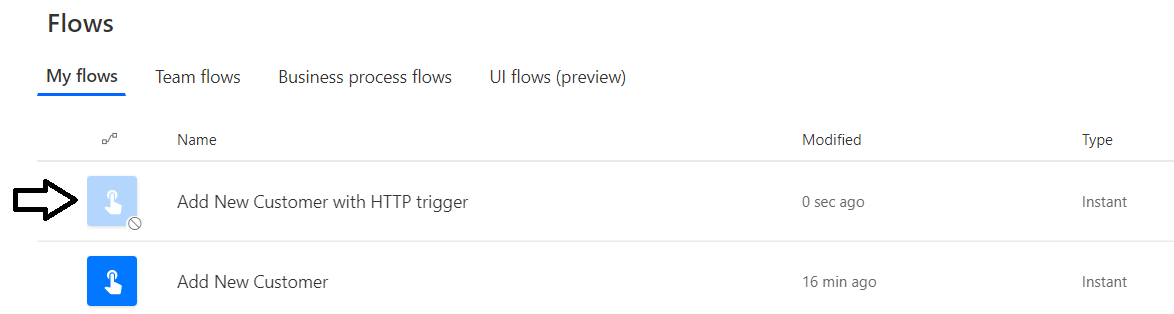 Flows
My flows Team flows Business process flows UI flows (preview)
Name Modified Type
Add New Customer with HTTP trigger 0 sec ago Instant
Add New Customer 16 min ago Instant